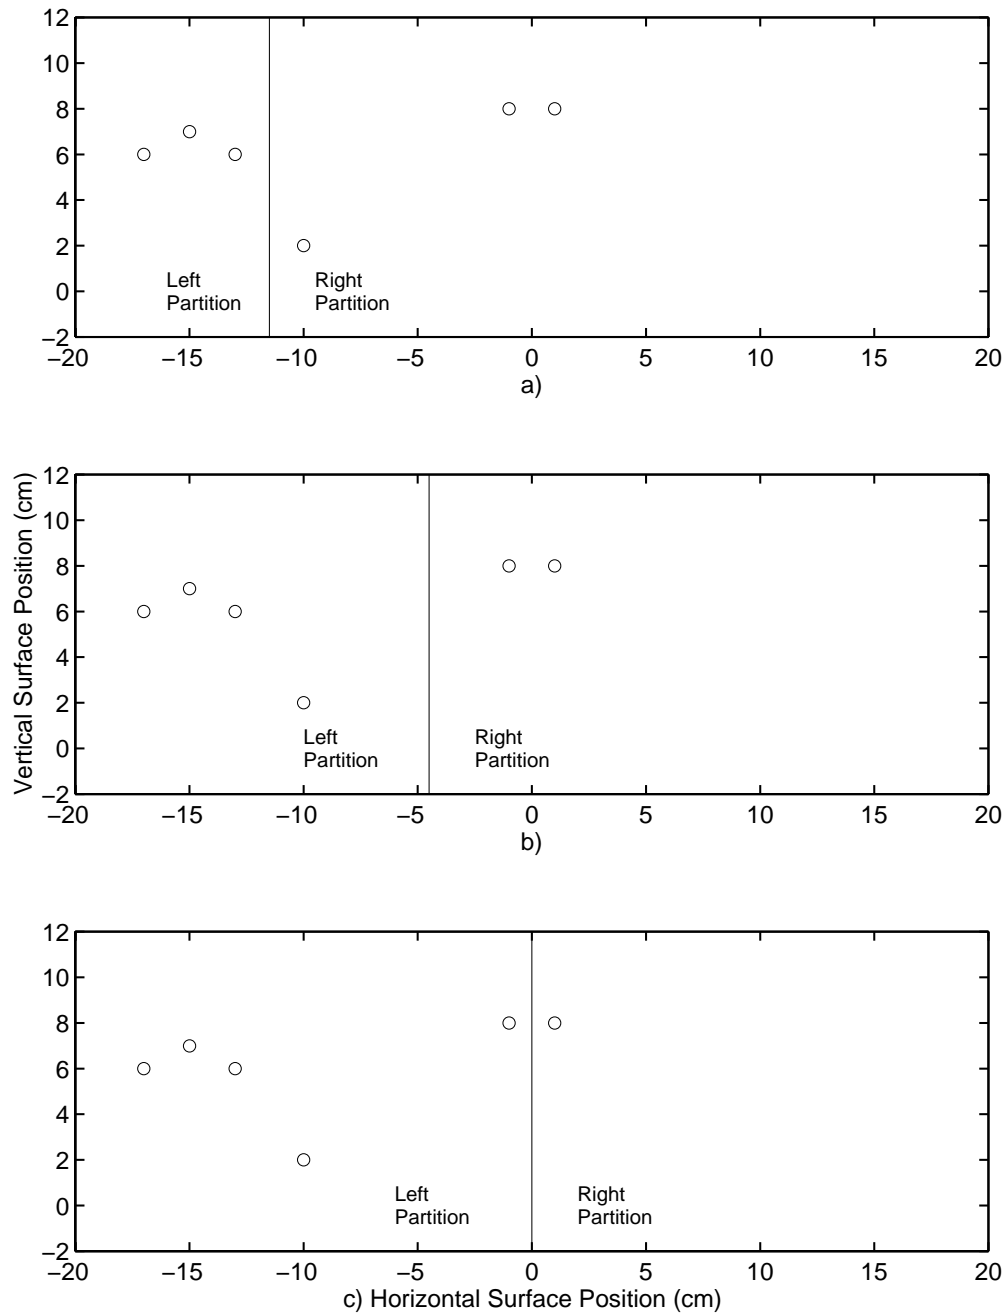 12
10
8
6
4
2
0
−2
Left Right
Partition Partition
−20 −15 −10 −5 0 5 10 15 20
a)
Vertical Surface Position (cm)
12
10
8
6
4
2
0
−2
Left Right
Partition Partition
−20 −15 −10 −5 0 5 10 15 20
b)
12
10
8
6
4
2
0
−2
Left Right
Partition Partition
−20 −15 −10 −5 0 5 10 15 20
c) Horizontal Surface Position (cm)